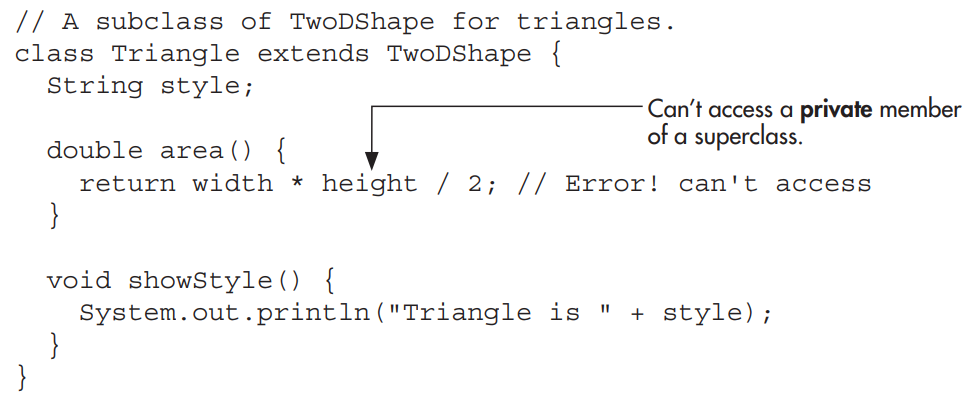 // A subclass of TwoDShape for triangles.
class Triangle extends TwoDShape {
  String style;
Can't access a private member
of a superclass.
  double area() {
    return width * height / 2; // Error! can't access
  }
  void showStyle() {
    System.out.println("Triangle is " + style);
  }
}